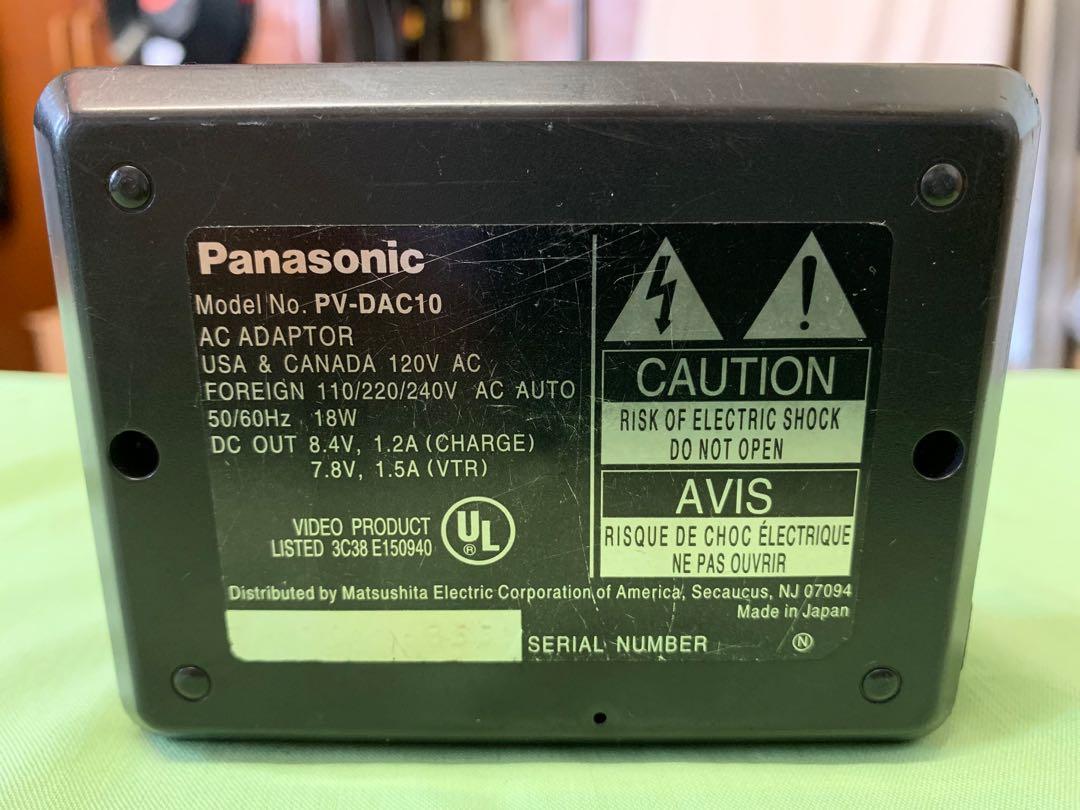 Panasonic
Model No. PV-DAC10
AC ADAPTOR
USA & CANADA 120V AC
FOREIGN 110/220/240V AC AUTO
50/60Hz 18W
DC OUT 8.4V, 1.2A (CHARGE)
7.8V, 1.5A (VTR)
VIDEO PRODUCT
LISTED 3C38 E150940
UL
®
CAUTION
RISK OF ELECTRIC SHOCK
DO NOT OPEN
AVIS
RISQUE DE CHOC ÉLECTRIQUE
NE PAS OUVRIR
Distributed by Matsushita Electric Corporation of America, Secaucus, NJ 07094
Made in Japan
SERIAL NUMBER
N